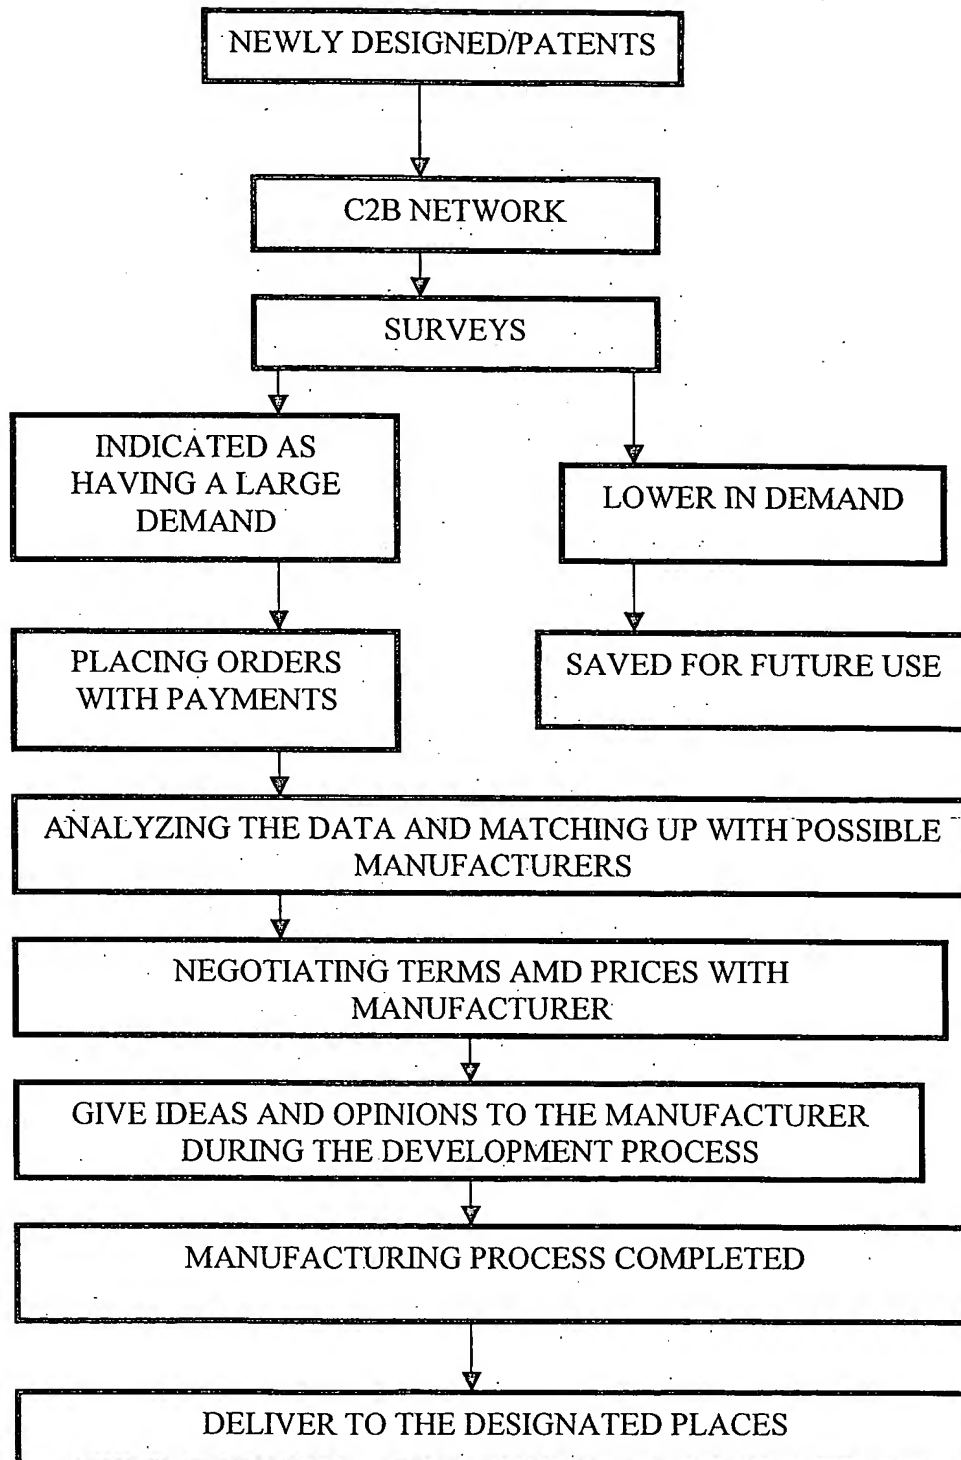 NEWLY DESIGNED/PATENTS
C2B NETWORK
SURVEYS
INDICATED AS
HAVING A LARGE
DEMAND
LOWER IN DEMAND
PLACING ORDERS
WITH PAYMENTS
SAVED FOR FUTURE USE
ANALYZING THE DATA AND MATCHING UP WITH POSSIBLE
MANUFACTURERS
NEGOTIATING TERMS AMD PRICES WITH
MANUFACTURER
GIVE IDEAS AND OPINIONS TO THE MANUFACTURER
DURING THE DEVELOPMENT PROCESS
MANUFACTURING PROCESS COMPLETED
DELIVER TO THE DESIGNATED PLACES